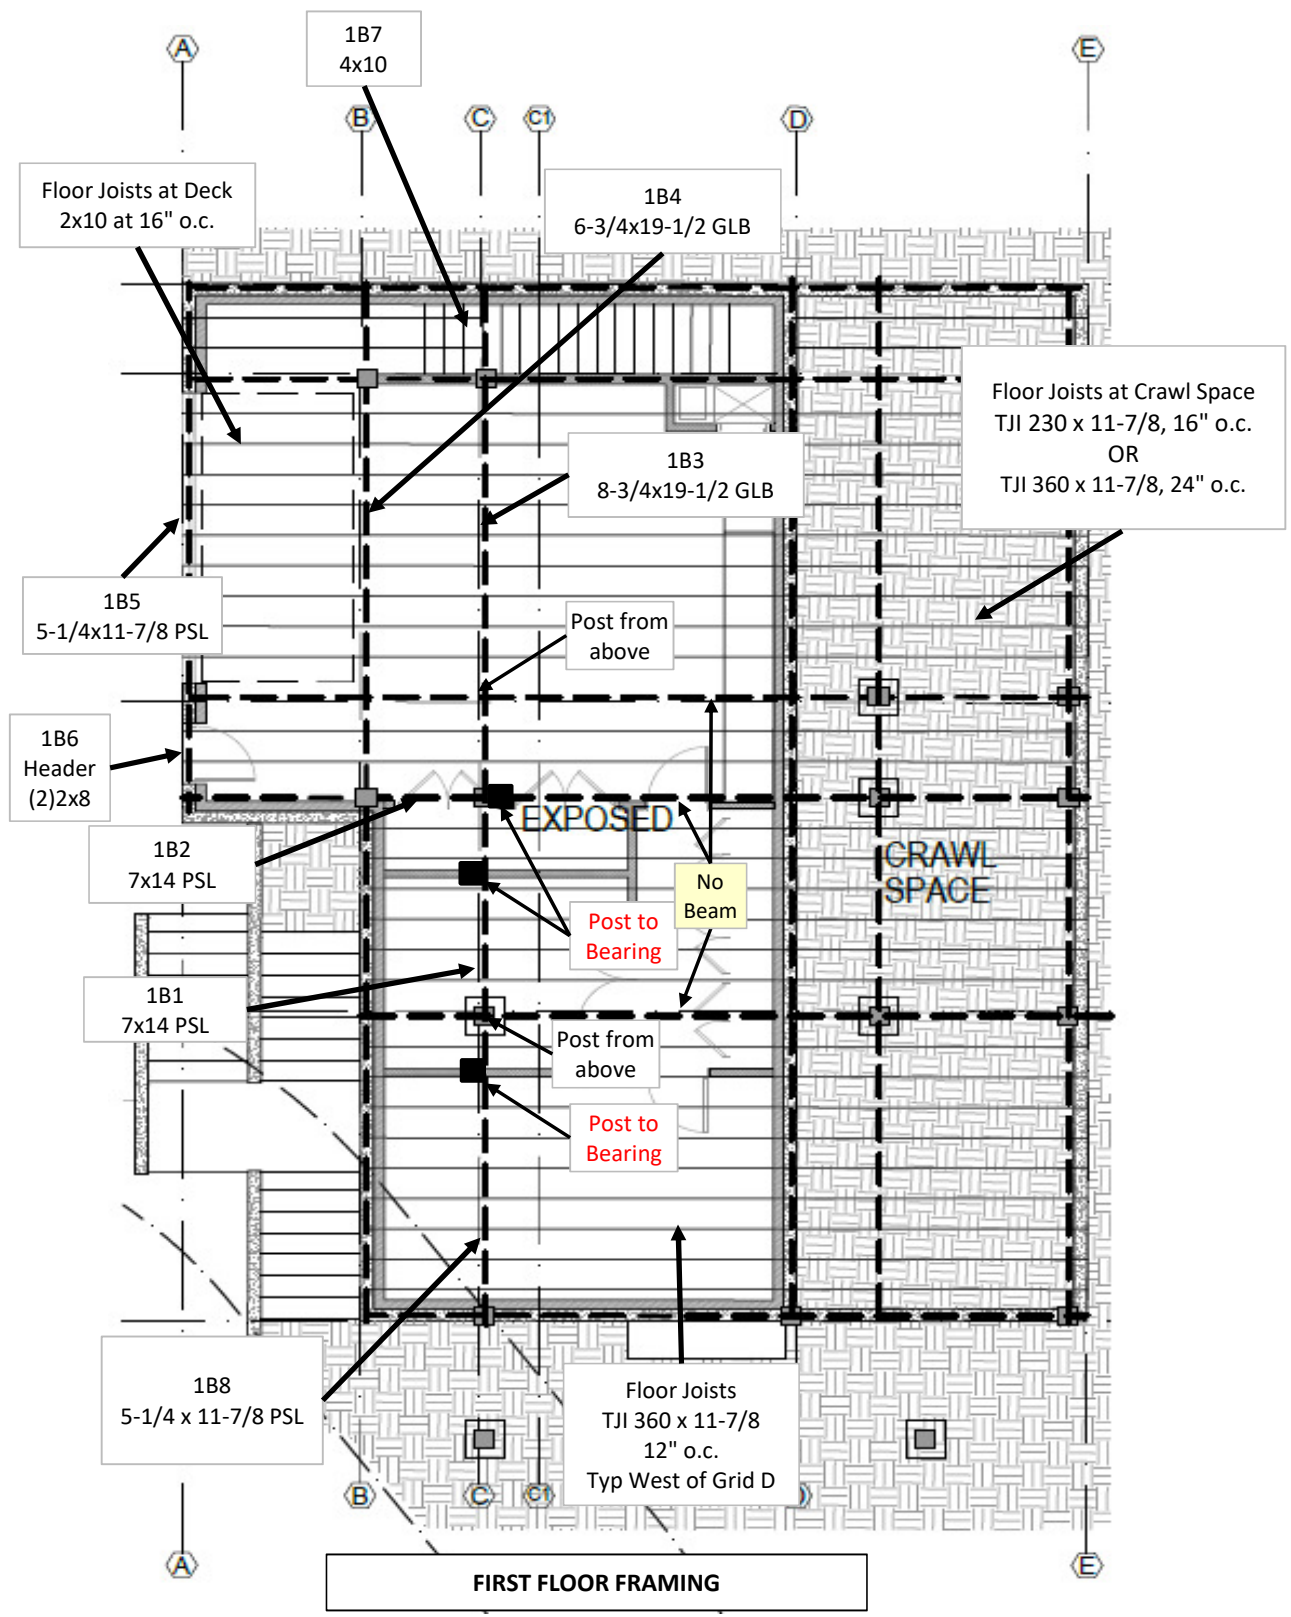 1B7
4x10
A
E
B
C
C1
D
Floor Joists at Deck
2x10 at 16" o.c.
1B4
6-3/4x19-1/2 GLB
Floor Joists at Crawl Space
TJI 230 x 11-7/8, 16" o.c.
OR
TJI 360 x 11-7/8, 24" o.c.
1B3
8-3/4x19-1/2 GLB
1B5
5-1/4x11-7/8 PSL
Post from
above
1B6
Header
(2)2x8
EXPOSED
1B2
7x14 PSL
CRAWL
SPACE
No
Beam
Post to
Bearing
1B1
7x14 PSL
Post from
above
Post to
Bearing
1B8
5-1/4 x 11-7/8 PSL
Floor Joists
TJI 360 x 11-7/8
12" o.c.
Typ West of Grid D
B
C
C1
A
E
FIRST FLOOR FRAMING